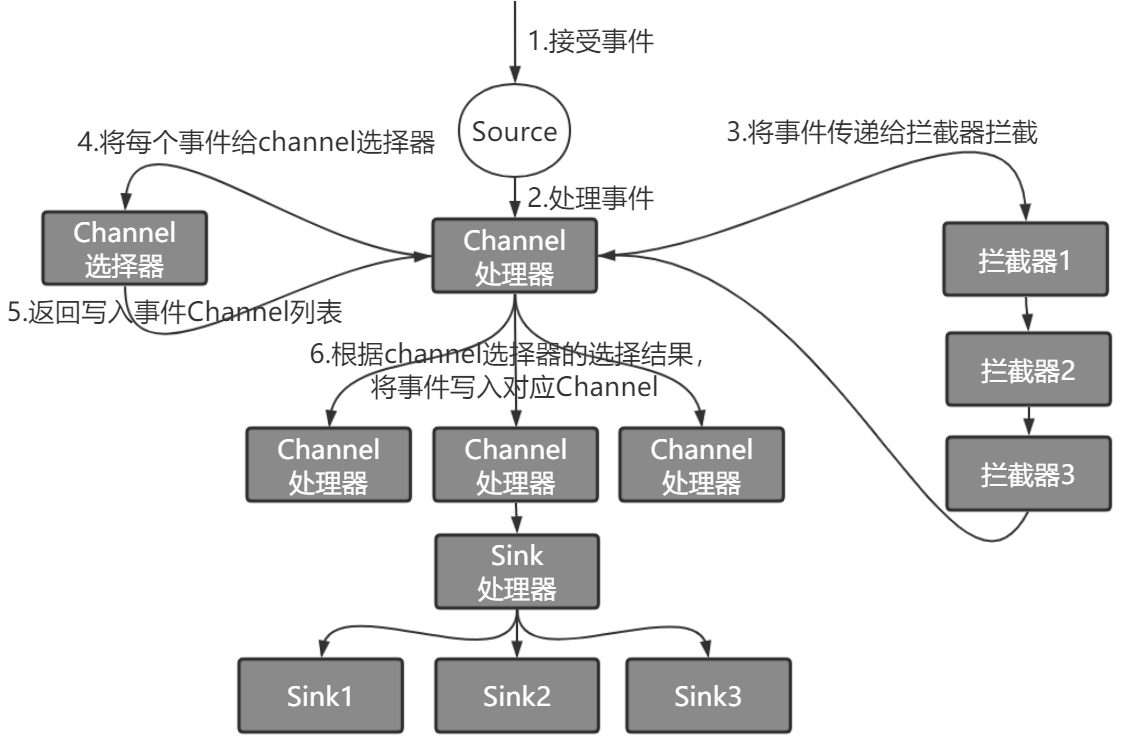 1.接受事件
Source
3.将事件传递给拦截器拦截
4.将每个事件给channel选择器
2.处理事件
Channel
选择器
Channel
处理器
拦截器1
5.返回写入事件Channel列表
6.根据channel选择器的选择结果，
将事件写入对应Channel
拦截器2
Channel
处理器
Channel
处理器
Channel
处理器
拦截器3
Sink
处理器
Sink1
Sink2
Sink3